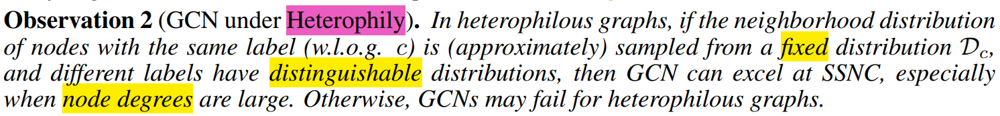 Observation 2 (GCN under Heterophily). In heterophilous graphs, if the neighborhood distribution
of nodes with the same label (w.l.o.g. c) is (approximately) sampled from a fixed distribution 𝒟c,
and different labels have distinguishable distributions, then GCN can excel at SSNC, especially
when node degrees are large. Otherwise, GCNs may fail for heterophilous graphs.